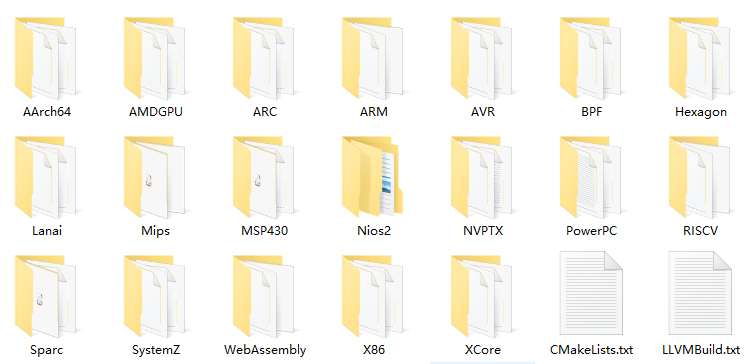 AArch64 AMDGPU ARC ARM AVR BPF Hexagon
Lanai Mips MSP430 Nios2 NVPTX PowerPC RISCV
Sparc SystemZ WebAssembly X86 XCore CMakeLists.txt LLVMBuild.txt